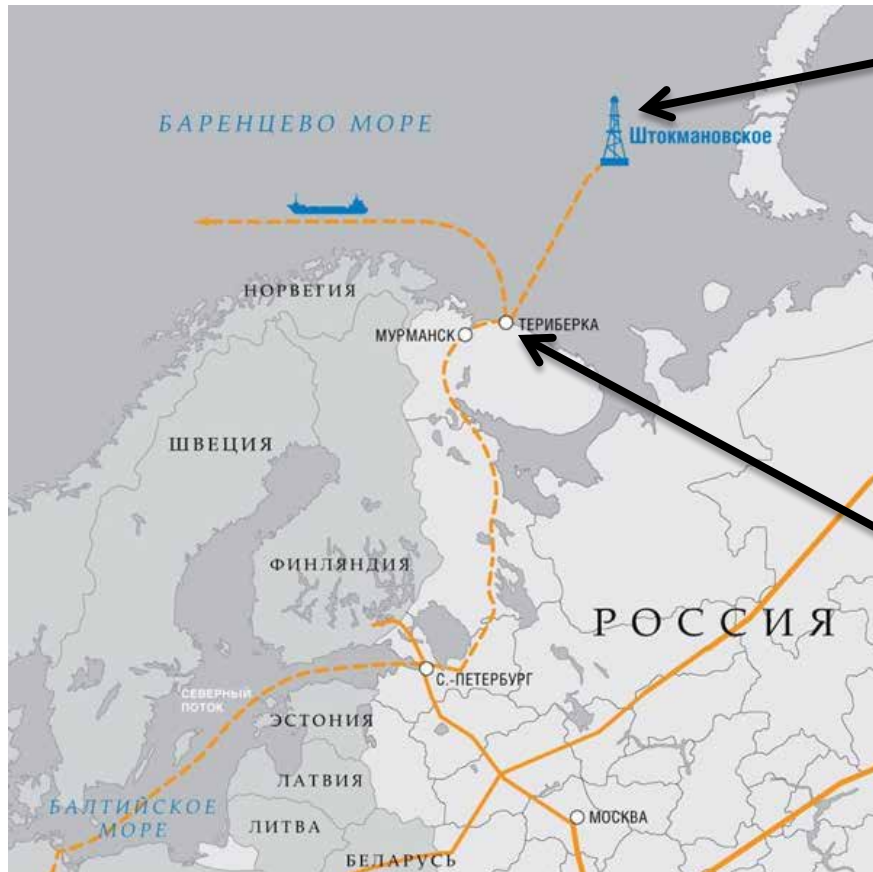 БАРЕНЦЕВО МОРЕ
Штокмановское
НОРВЕГИЯ
МУРМАНСК
ТЕРИБЕРКА
ШВЕЦИЯ
ФИНЛЯНДИЯ
РОССИЯ
С.-ПЕТЕРБУРГ
СЕВЕРНЫЙ
ПОТОК
ЭСТОНИЯ
ЛАТВИЯ
БАЛТИЙСКОЕ
МОРЕ
ЛИТВА
МОСКВА
БЕЛАРУСЬ